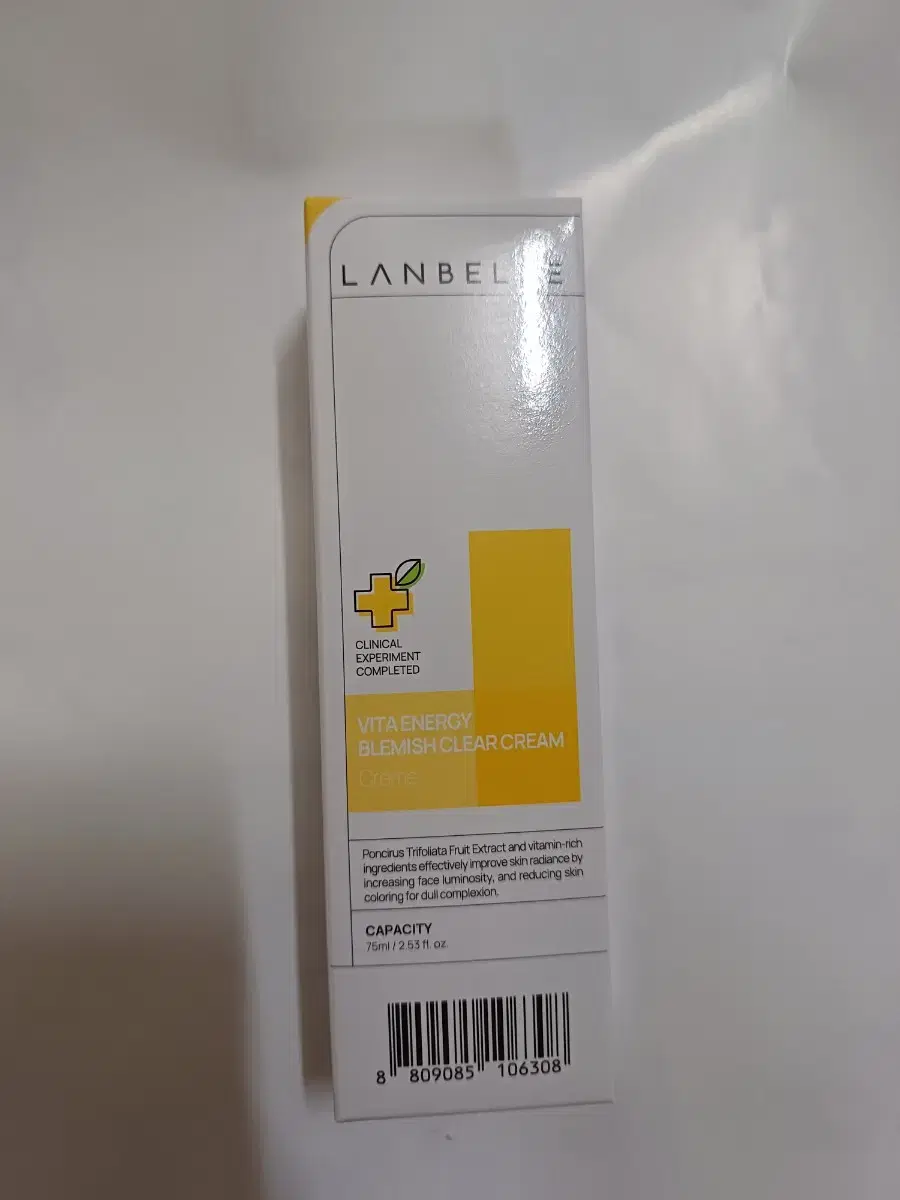 LANBELLE
CLINICAL
EXPERIMENT
COMPLETED
VITA ENERGY
BLEMISH CLEAR CREAM
Crème
Poncirus Trifoliata Fruit Extract and vitamin-rich
ingredients effectively improve skin radiance by
increasing face luminosity, and reducing skin
coloring for dull complexion.
CAPACITY
75ml / 2.53 fl. oz.
8 809085 106308